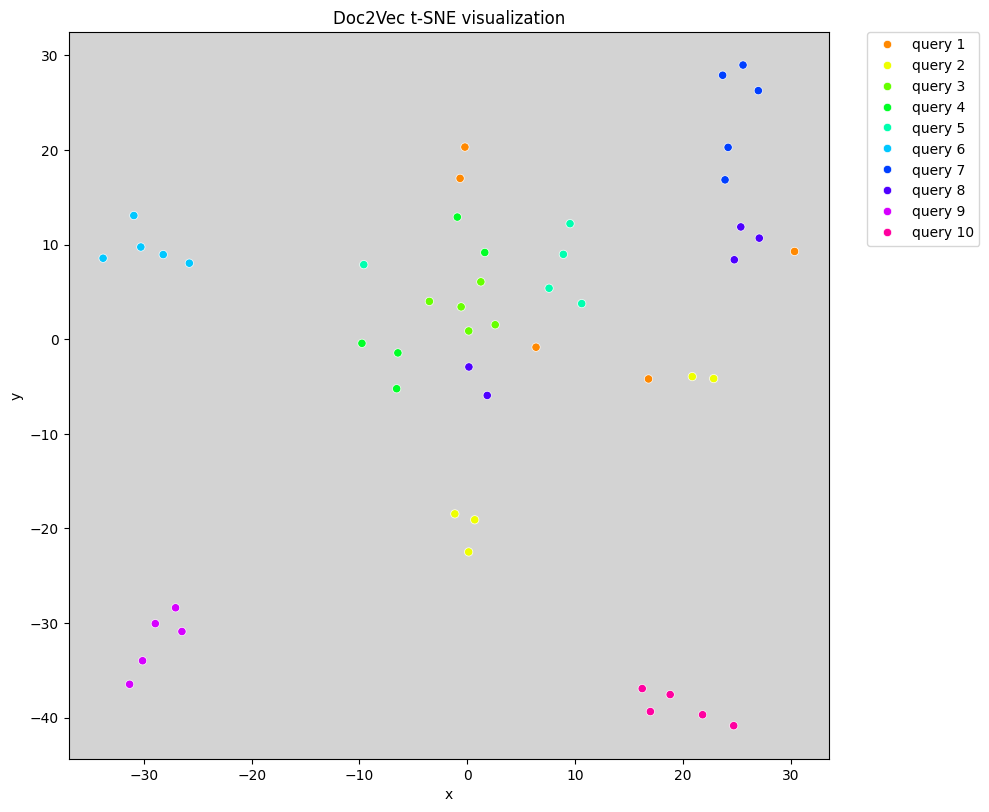 Doc2Vec t-SNE visualization
30
20
10
0
−10
−20
−30
−40
y
−30
−20
−10
0
10
20
30
x
query 1
query 2
query 3
query 4
query 5
query 6
query 7
query 8
query 9
query 10